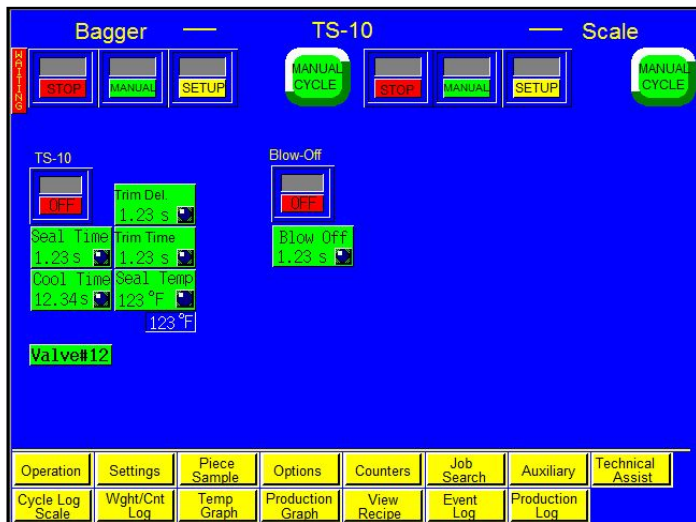 Bagger — TS-10 — Scale
WAITING
STOP MANUAL SETUP MANUAL CYCLE STOP MANUAL SETUP MANUAL CYCLE
TS-10
OFF
Trim Del.
1.23 s
Seal Time
1.23 s
Trim Time
1.23 s
Cool Time
12.34 s
Seal Temp
123 °F
123 °F
Valve#12
Blow-Off
OFF
Blow Off
1.23 s
Operation Settings Piece Sample Options Counters Job Search Auxiliary Technical Assist
Cycle Log Scale Wght/Cnt Log Temp Graph Production Graph View Recipe Event Log Production Log